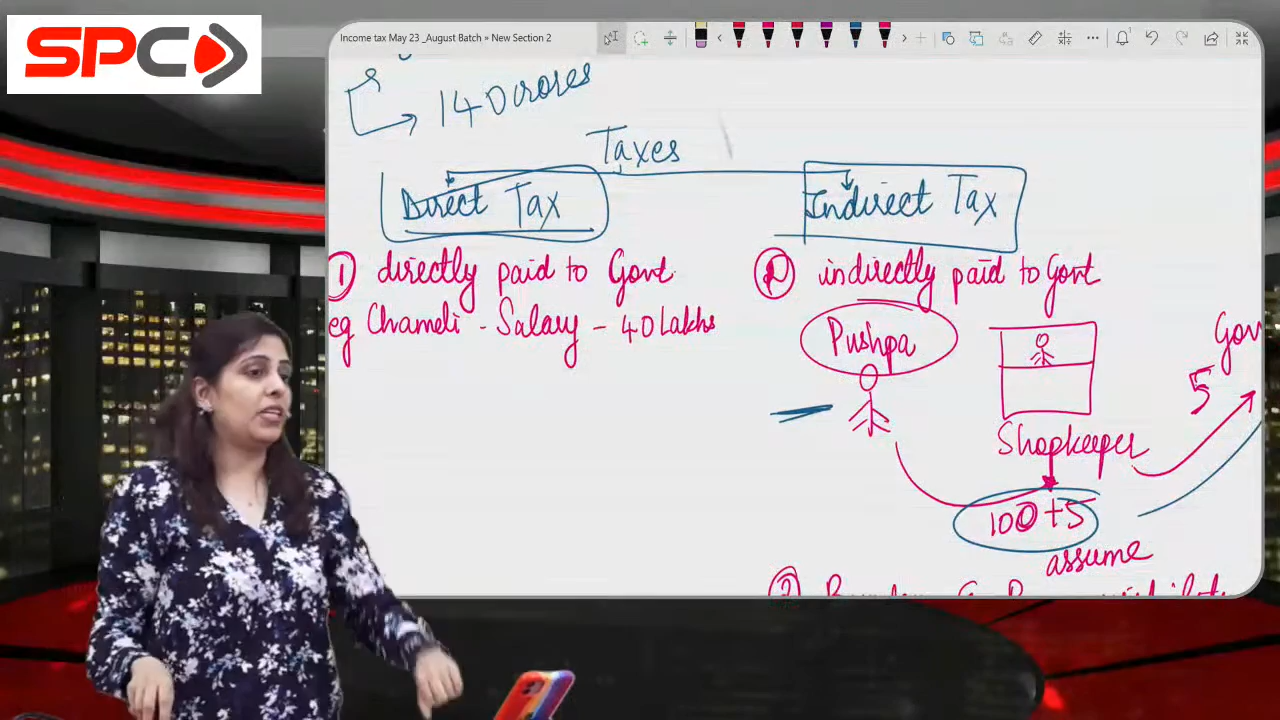 SPC
Income tax May 23 _August Batch » New Section 2
140 crores
Taxes
Direct Tax
Indirect Tax
① directly paid to Govt.
eg Chameli - Salary - 40 Lakhs
① indirectly paid to Govt
Pushpa
Gov
5
Shopkeeper
100 + 5
assume
②